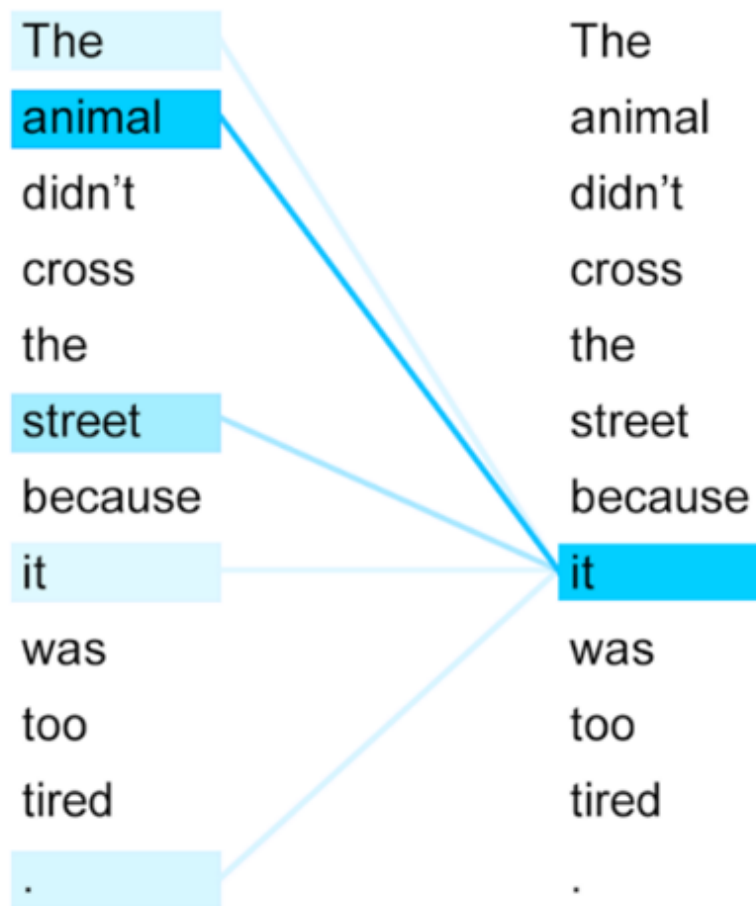 The
animal
didn’t
cross
the
street
because
it
was
too
tired
.
The
animal
didn’t
cross
the
street
because
it
was
too
tired
.